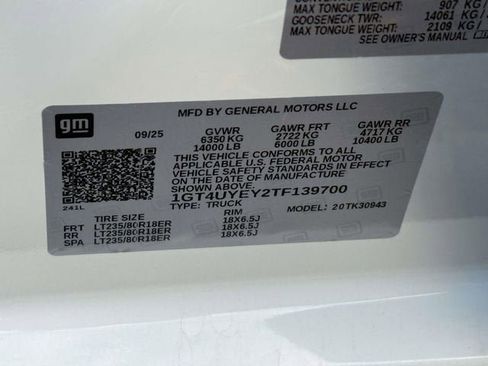 MAX TONGUE WEIGHT: 907 KG /
GOOSENECK TWR: 14061 KG /
MAX TONGUE WEIGHT: 2109 KG /
SEE OWNER'S MANUAL
gm
MFD BY GENERAL MOTORS LLC
09/25 GVWR GAWR FRT GAWR RR
6350 KG 2722 KG 4717 KG
14000 LB 6000 LB 10400 LB
THIS VEHICLE CONFORMS TO ALL
APPLICABLE U.S. FEDERAL MOTOR
VEHICLE SAFETY STANDARDS IN EFFECT
ON THE DATE OF MANUFACTURE SHOWN ABOVE.
1GT4UYEY2TF139700
TYPE: TRUCK MODEL: 20TK30943
241L
TIRE SIZE RIM
FRT LT235/80R18ER 18X6.5J
RR LT235/80R18ER 18X6.5J
SPA LT235/80R18ER 18X6.5J